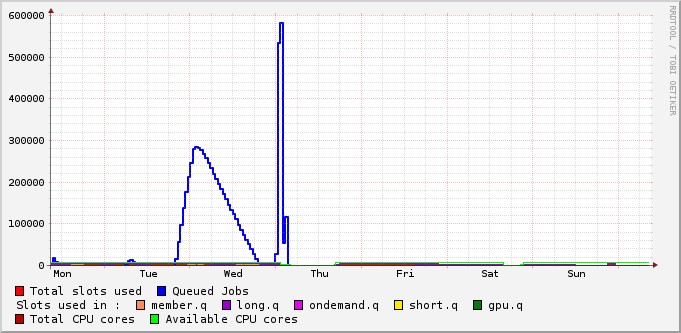 600000
500000
400000
300000
200000
100000
0
Mon Tue Wed Thu Fri Sat Sun
Total slots used Queued Jobs
Slots used in : member.q long.q ondemand.q short.q gpu.q
Total CPU cores Available CPU cores
RRDTOOL / TOBI OETIKER